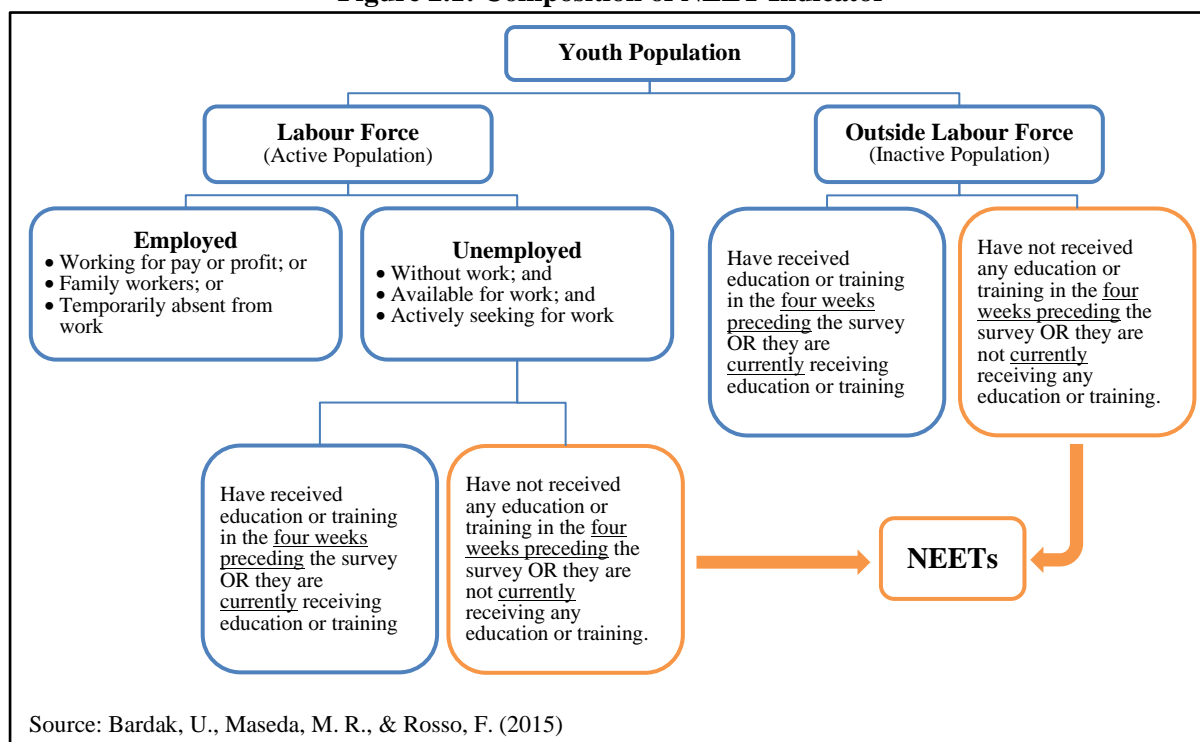 Youth Population
Labour Force
(Active Population)
Outside Labour Force
(Inactive Population)
Employed
• Working for pay or profit; or
• Family workers; or
• Temporarily absent from
work
Unemployed
• Without work; and
• Available for work; and
• Actively seeking for work
Have received
education or training
in the four weeks
preceding the survey
OR they are
currently receiving
education or training
Have not received
any education or
training in the four
weeks preceding the
survey OR they are
not currently
receiving any
education or training.
Have received
education or training
in the four weeks
preceding the survey
OR they are
currently receiving
education or training
Have not received
any education or
training in the four
weeks preceding the
survey OR they are
not currently
receiving any
education or training.
NEETs
Source: Bardak, U., Maseda, M. R., & Rosso, F. (2015)